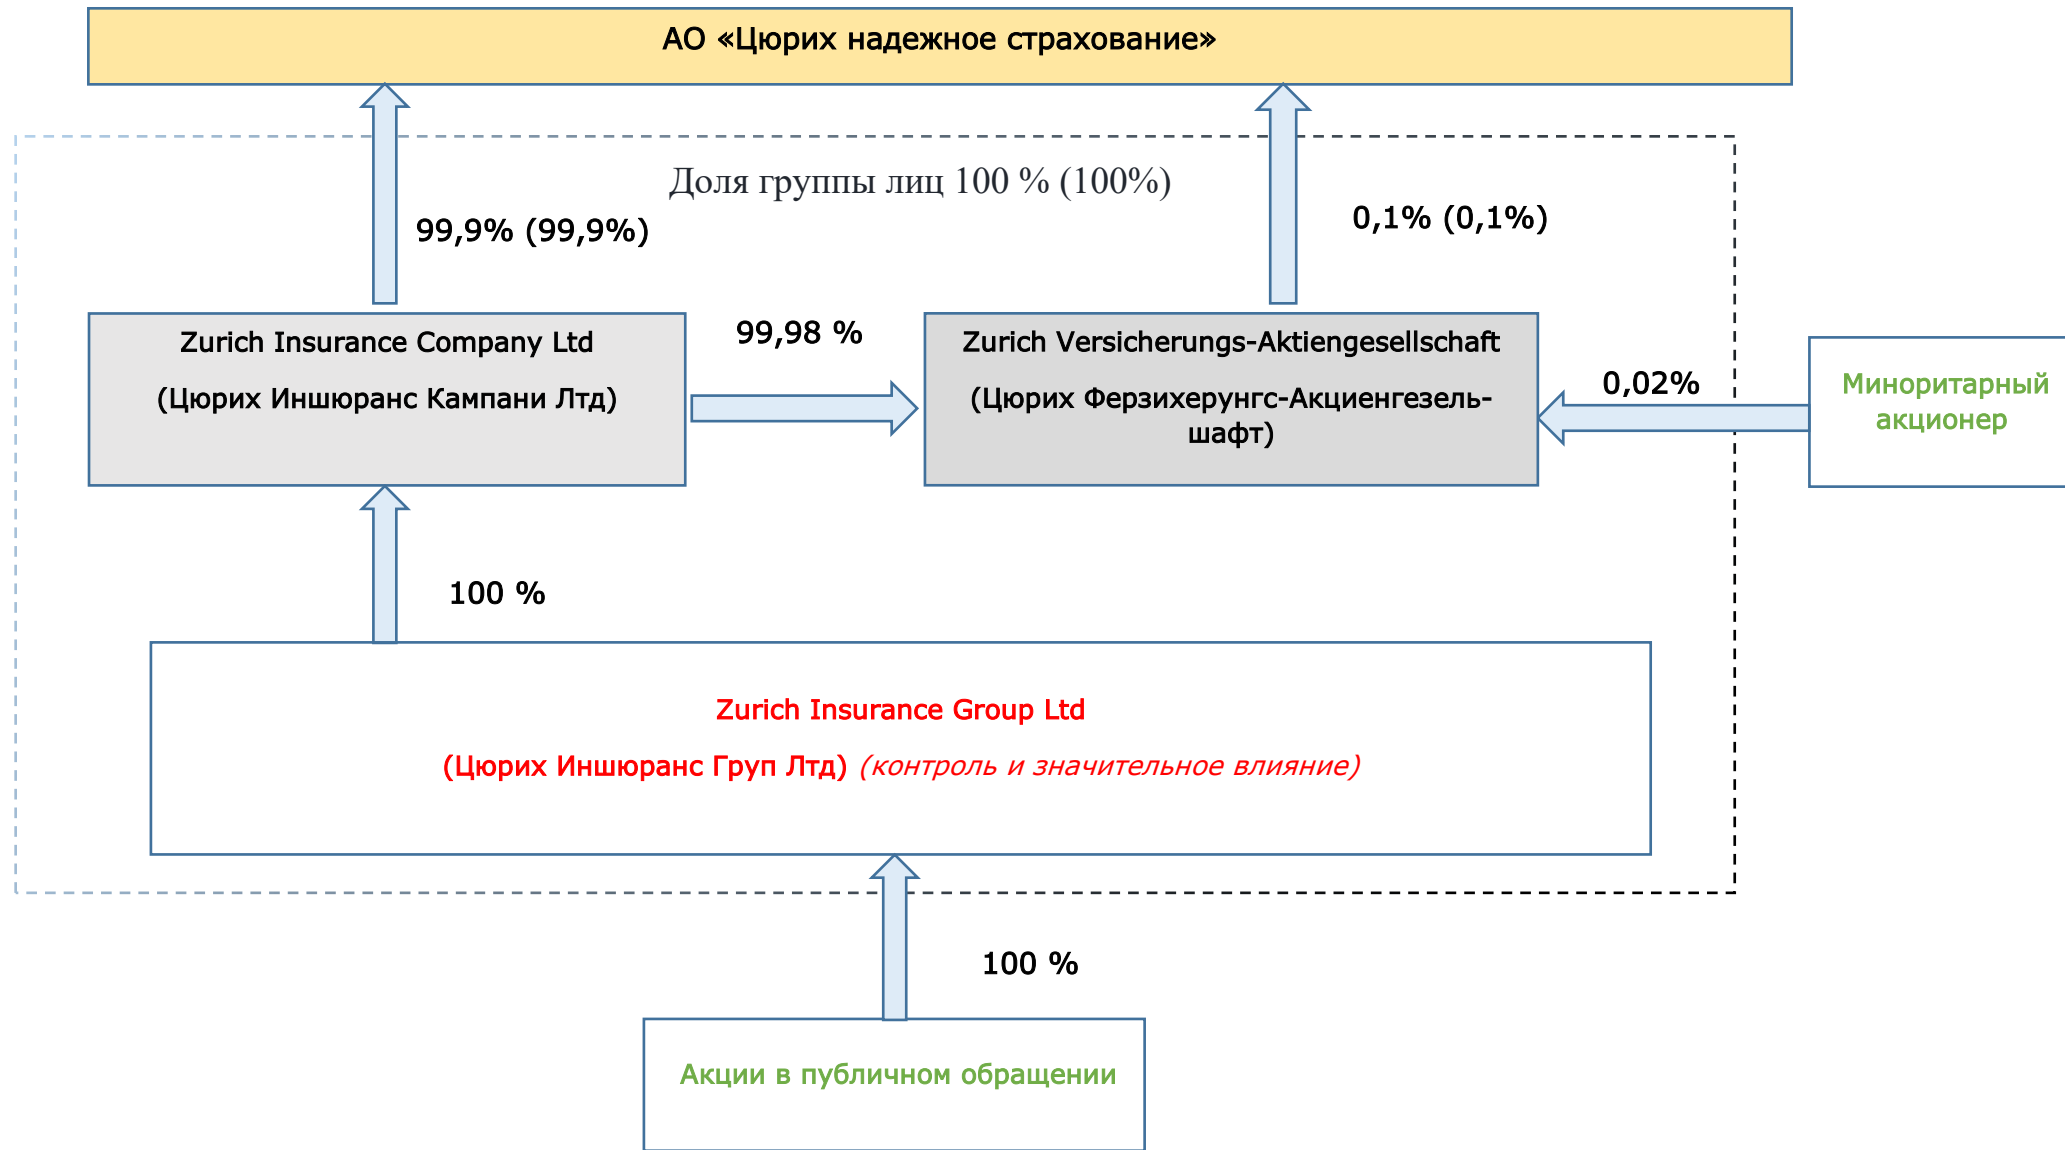 АО «Цюрих надежное страхование»
Доля группы лиц 100 % (100%)
99,9% (99,9%)
0,1% (0,1%)
Zurich Insurance Company Ltd
(Цюрих Иншюранс Кампани Лтд)
99,98 %
Zurich Versicherungs-Aktiengesellschaft
(Цюрих Ферзихерунгс-Акциенгезель-
шафт)
0,02%
Миноритарный
акционер
100 %
Zurich Insurance Group Ltd
(Цюрих Иншюранс Груп Лтд) (контроль и значительное влияние)
100 %
Акции в публичном обращении